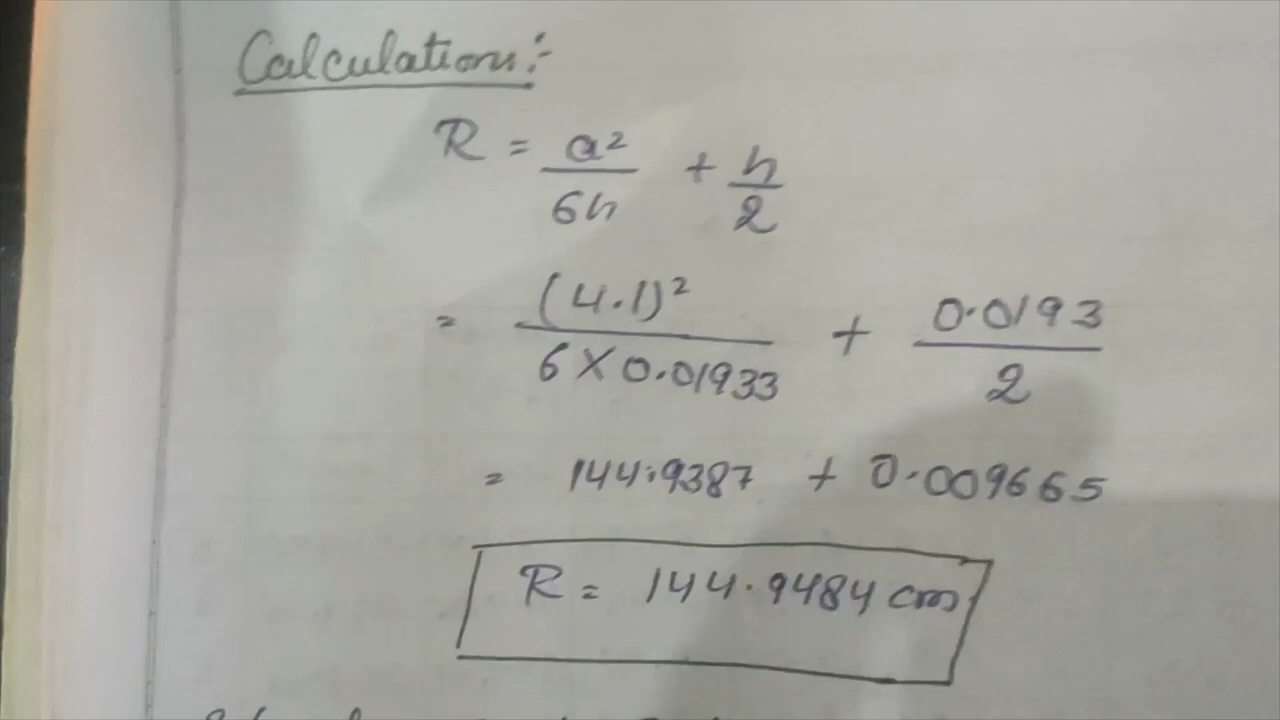 Calculations:-
R = a²/6h + h/2
= (4.1)²/6×0.01933 + 0.0193/2
= 144.9387 + 0.009665
R = 144.9484 cm